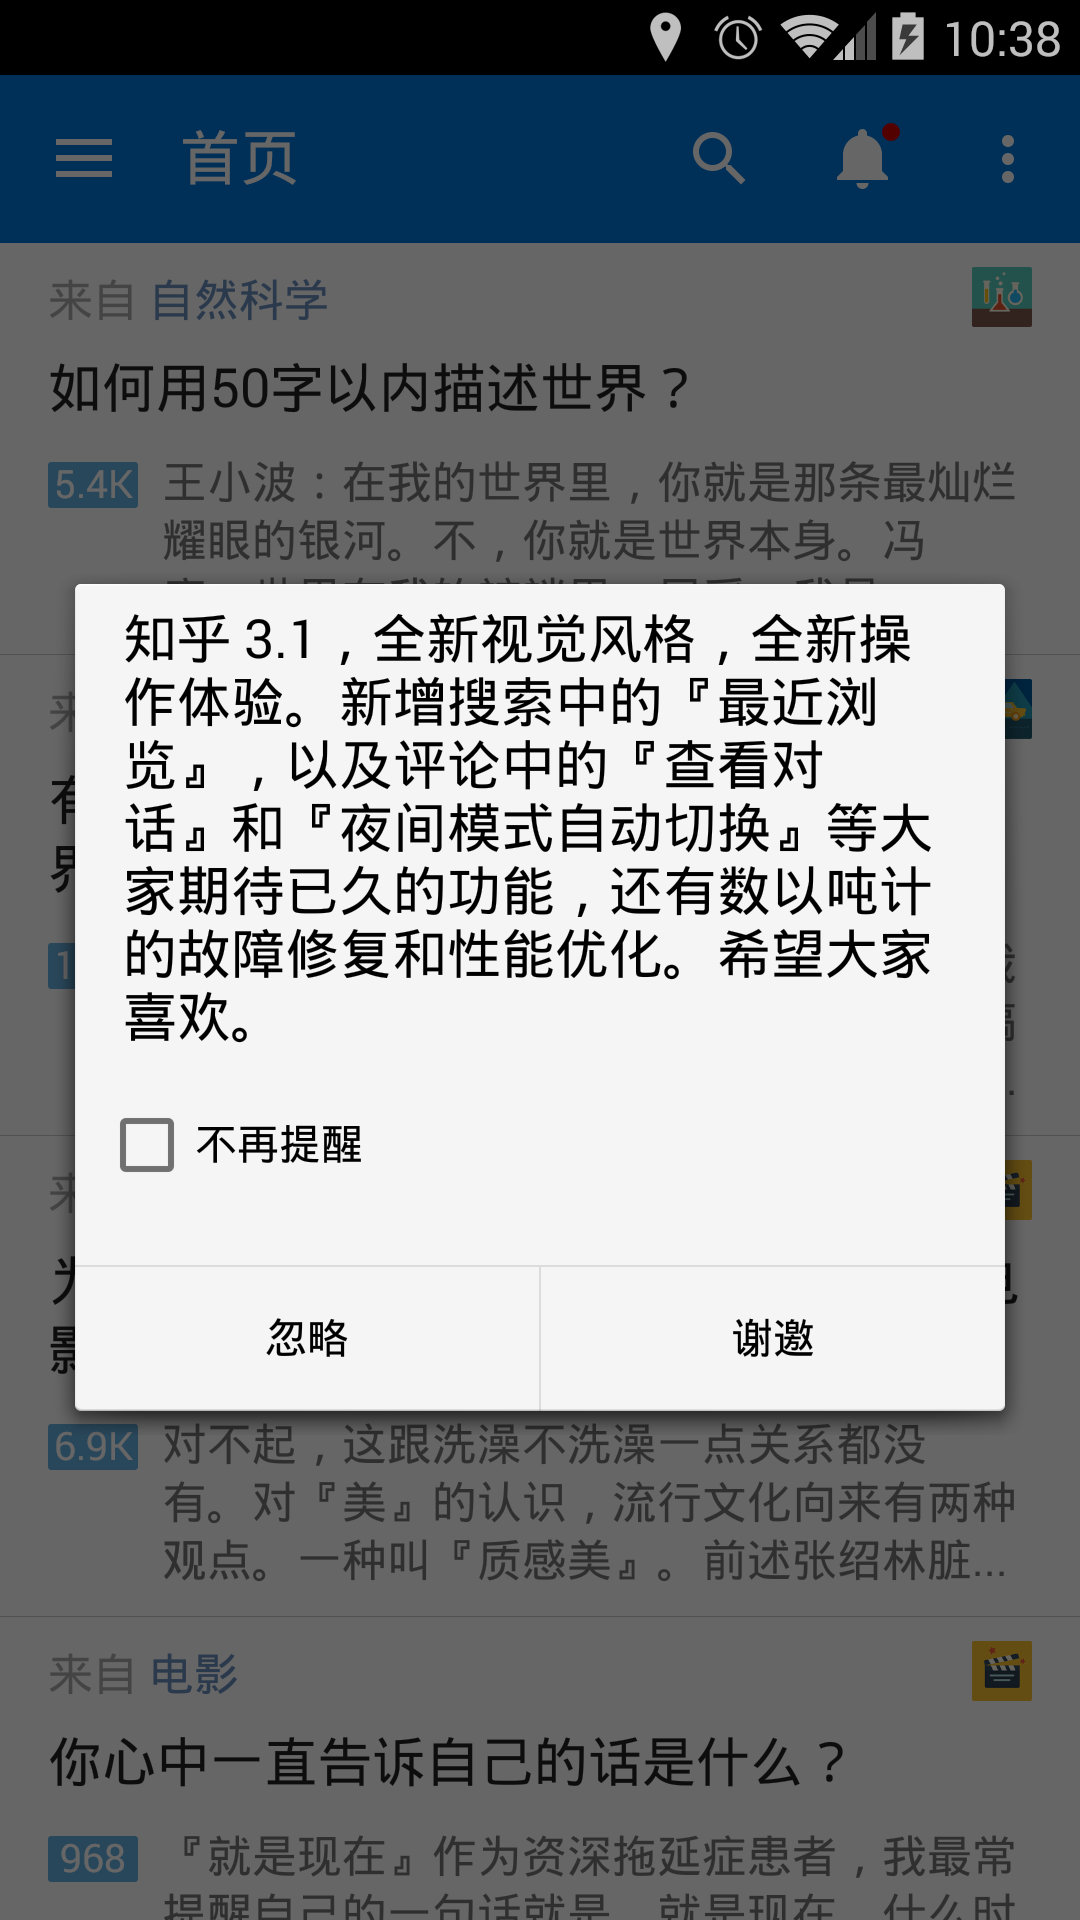 10:38
首页
来自 自然科学
如何用50字以内描述世界？
5.4K 王小波：在我的世界里，你就是那条最灿烂
耀眼的银河。不，你就是世界本身。冯
知乎 3.1，全新视觉风格，全新操
作体验。新增搜索中的『最近浏
览』，以及评论中的『查看对
话』和『夜间模式自动切换』等大
家期待已久的功能，还有数以吨计
的故障修复和性能优化。希望大家
喜欢。
不再提醒
忽略 谢邀
影
6.9K 对不起，这跟洗澡不洗澡一点关系都没
有。对『美』的认识，流行文化向来有两种
观点。一种叫『质感美』。前述张绍林脏...
来自 电影
你心中一直告诉自己的话是什么？
968 『就是现在』作为资深拖延症患者，我最常
提醒自己的一句话就是，就是现在。什么时